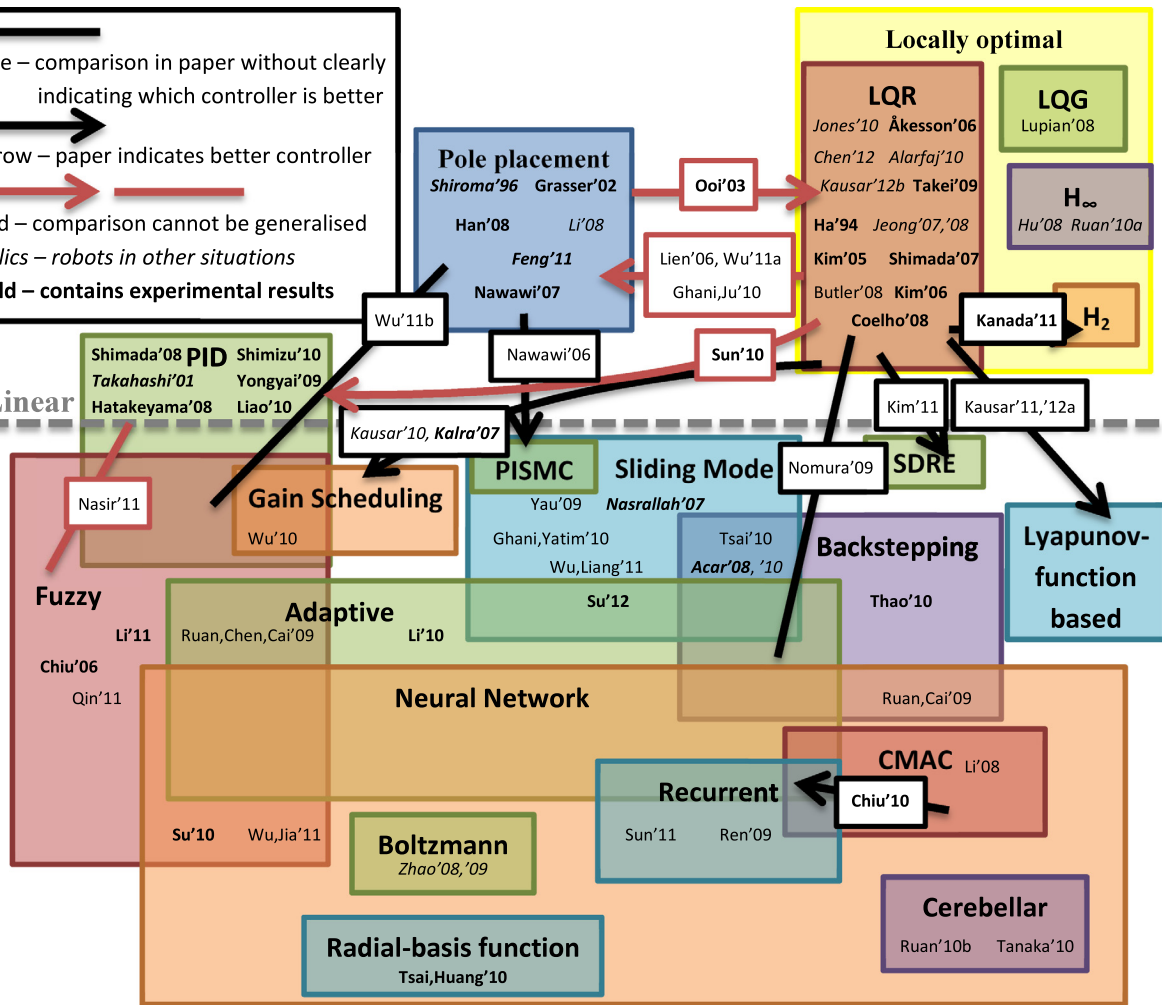 e – comparison in paper without clearly
indicating which controller is better
row – paper indicates better controller
d – comparison cannot be generalised
lics – robots in other situations
ld – contains experimental results
Locally optimal
LQR
Jones’10 Åkesson’06
Chen’12 Alarfaj’10
Kausar’12b Takei’09
Ha’94 Jeong’07,’08
Kim’05 Shimada’07
Butler’08 Kim’06
Coelho’08
LQG
Lupian’08
H∞
Hu’08 Ruan’10a
H2
Kanada’11
Pole placement
Shiroma’96 Grasser’02
Han’08 Li’08
Feng’11
Nawawi’07
Ooi’03
Lien’06, Wu’11a
Ghani,Ju’10
Wu’11b
Nawawi’06
Sun’10
Kim’11
Kausar’11,’12a
Shimada’08 PID Shimizu’10
Takahashi’01 Yongyai’09
Hatakeyama’08 Liao’10
Linear
Kausar’10, Kalra’07
Nasir’11
Gain Scheduling
Wu’10
PISMC
Sliding Mode
Nomura’09
SDRE
Yau’09 Nasrallah’07
Ghani,Yatim’10 Tsai’10
Wu,Liang’11 Acar’08, ’10
Su’12
Backstepping
Thao’10
Ruan,Cai’09
Lyapunov-
function
based
Fuzzy
Li’11
Chiu’06
Qin’11
Adaptive
Ruan,Chen,Cai’09 Li’10
Neural Network
CMAC Li’08
Recurrent
Chiu’10
Sun’11 Ren’09
Su’10 Wu,Jia’11
Boltzmann
Zhao’08,’09
Cerebellar
Ruan’10b Tanaka’10
Radial-basis function
Tsai,Huang’10